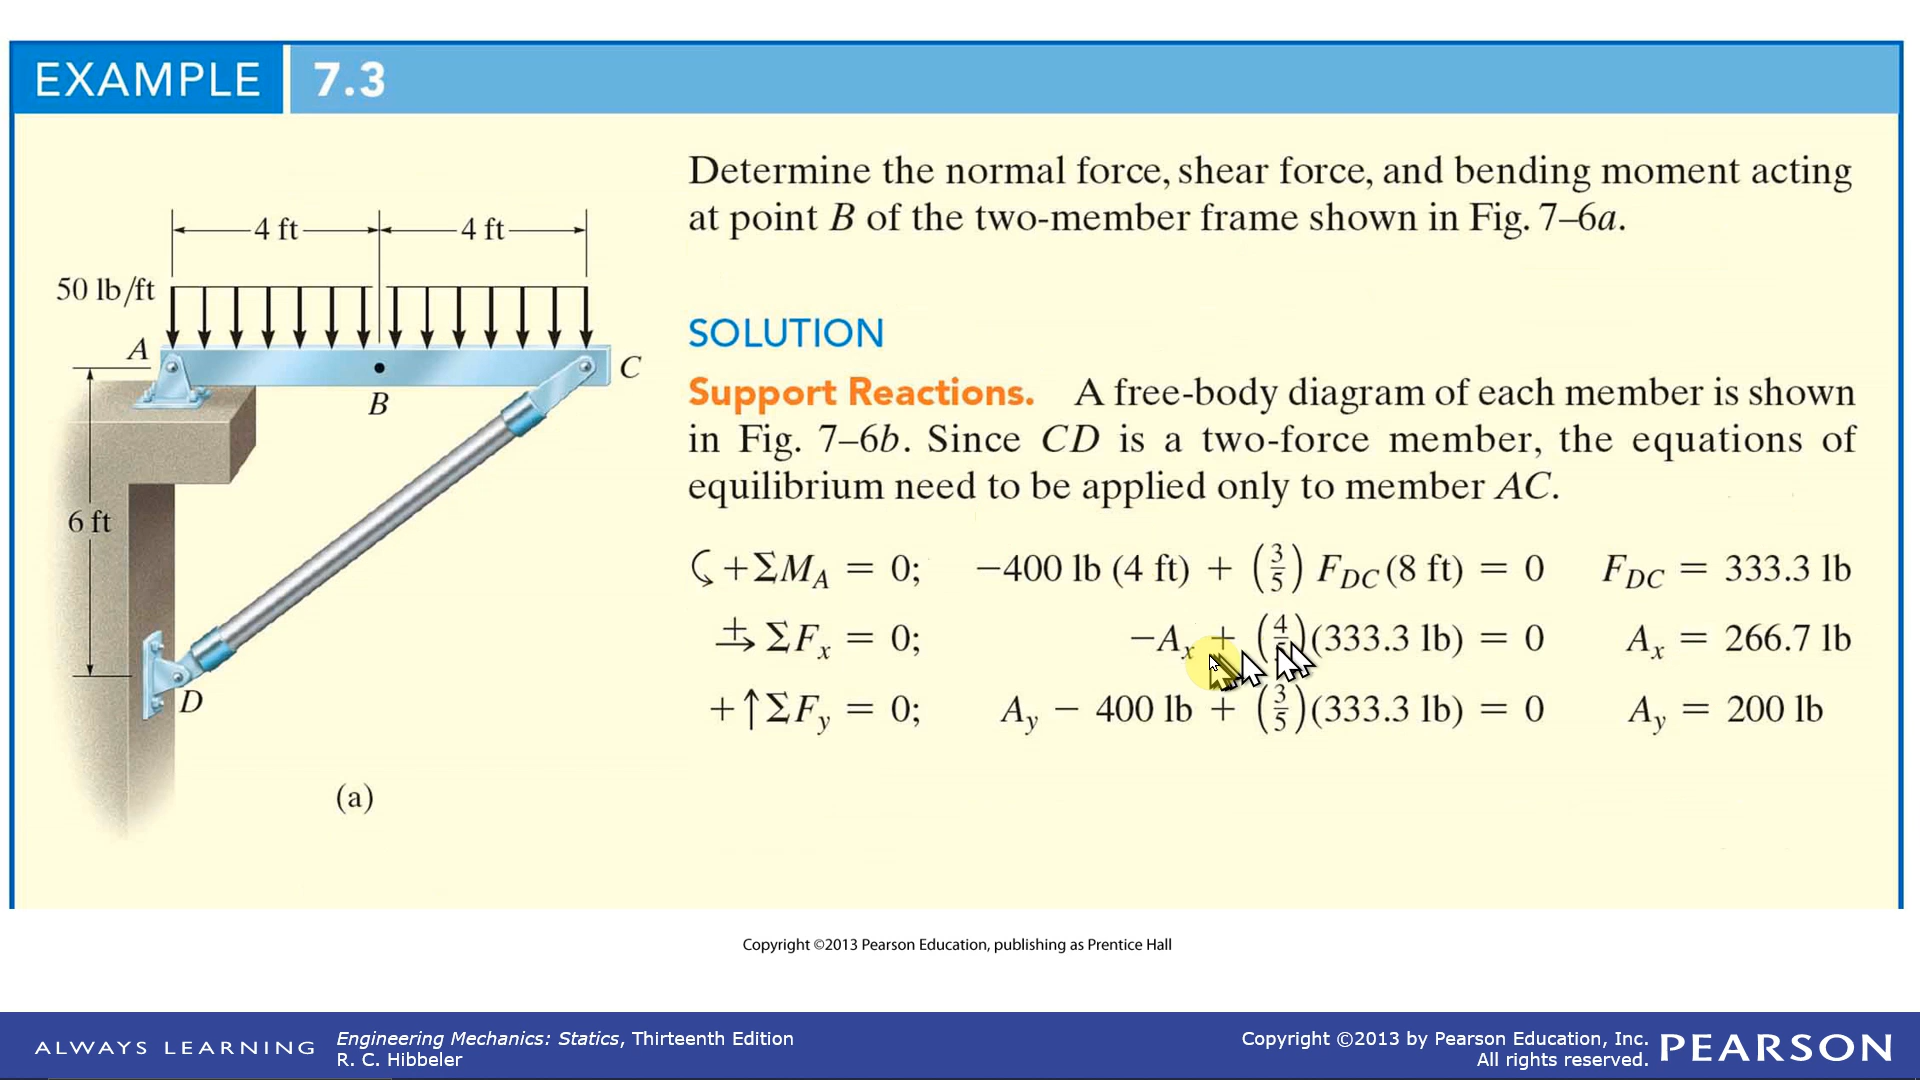 EXAMPLE 7.3
Determine the normal force, shear force, and bending moment acting
at point B of the two-member frame shown in Fig. 7–6a.
4 ft 4 ft
50 lb/ft
A
B
C
6 ft
D
(a)
SOLUTION
Support Reactions. A free-body diagram of each member is shown
in Fig. 7–6b. Since CD is a two-force member, the equations of
equilibrium need to be applied only to member AC.
↺+ΣM_A = 0; −400 lb (4 ft) + (3/5) F_DC (8 ft) = 0 F_DC = 333.3 lb
→+ ΣF_x = 0; −A_x + (4/ )(333.3 lb) = 0 A_x = 266.7 lb
+↑ΣF_y = 0; A_y − 400 lb + (3/5)(333.3 lb) = 0 A_y = 200 lb
Copyright ©2013 Pearson Education, publishing as Prentice Hall
ALWAYS LEARNING
Engineering Mechanics: Statics, Thirteenth Edition
R. C. Hibbeler
Copyright ©2013 by Pearson Education, Inc.
All rights reserved.
PEARSON